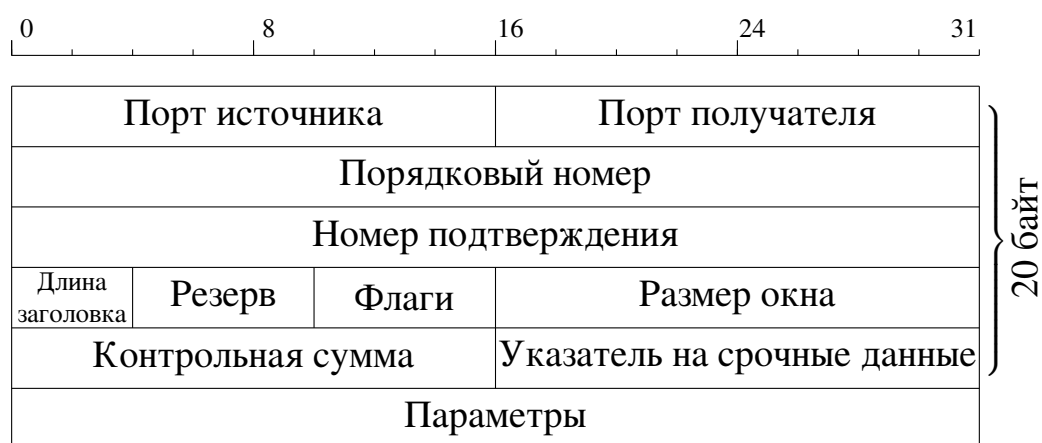 0 8 16 24 31
Порт источника Порт получателя
Порядковый номер
Номер подтверждения
Длина
заголовка Резерв Флаги Размер окна
Контрольная сумма Указатель на срочные данные
Параметры
20 байт